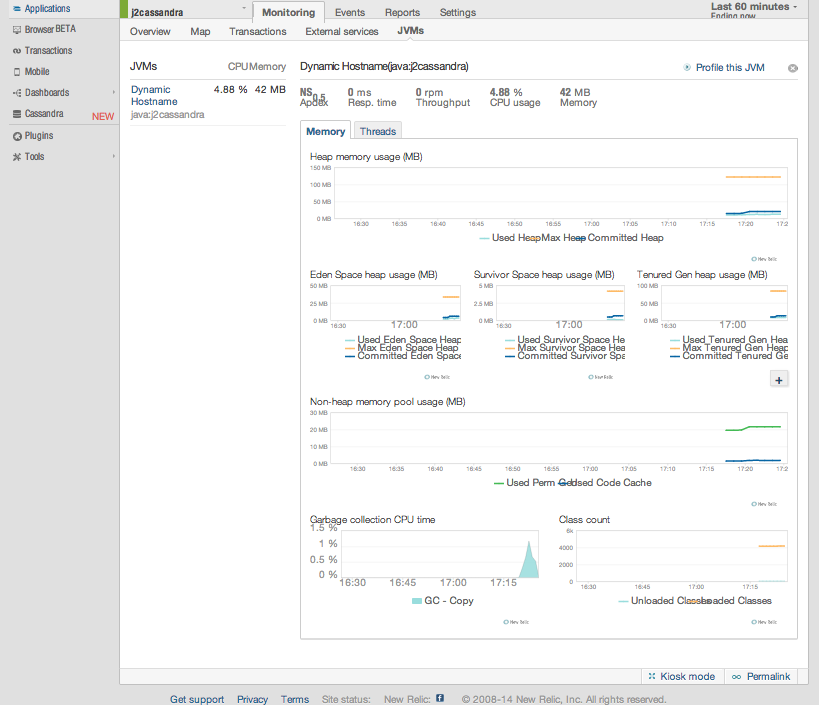 Applications
Browser BETA
Transactions
Mobile
Dashboards
Cassandra NEW
Plugins
Tools
j2cassandra
Monitoring Events Reports Settings
Last 60 minutes
Ending now
Overview Map Transactions External services JVMs
JVMs CPU Memory
Dynamic Hostname 4.88 % 42 MB
java:j2cassandra
Dynamic Hostname(java:j2cassandra)
Profile this JVM
NS 0.5 Apdex
0 ms Resp. time
0 rpm Throughput
4.88 % CPU usage
42 MB Memory
Memory Threads
Heap memory usage (MB)
150 MB
100 MB
50 MB
0 MB
16:30 16:35 16:40 16:45 16:50 16:55 17:00 17:05 17:10 17:15 17:20 17:2
Used Heap Max Heap Committed Heap
New Relic
Eden Space heap usage (MB)
50 MB
25 MB
0 MB
16:30 17:00
Used Eden Space Heap
Max Eden Space Heap
Committed Eden Space
New Relic
Survivor Space heap usage (MB)
5 MB
2.5 MB
0 MB
16:30 17:00
Used Survivor Space He
Max Survivor Space Hea
Committed Survivor Spa
New Relic
Tenured Gen heap usage (MB)
100 MB
50 MB
0 MB
16:30 17:00
Used Tenured Gen Hea
Max Tenured Gen Heap
Committed Tenured Ge
+
Non-heap memory pool usage (MB)
30 MB
20 MB
10 MB
0 MB
16:30 16:35 16:40 16:45 16:50 16:55 17:00 17:05 17:10 17:15 17:20 17:2
Used Perm Gen Used Code Cache
New Relic
Garbage collection CPU time
1.5 %
1 %
0.5 %
0 %
16:30 16:45 17:00 17:15
GC - Copy
New Relic
Class count
6k
4000
2000
0
16:30 16:45 17:00 17:15
Unloaded Classes Loaded Classes
New Relic
Kiosk mode Permalink
Get support Privacy Terms Site status: New Relic: © 2008-14 New Relic, Inc. All rights reserved.